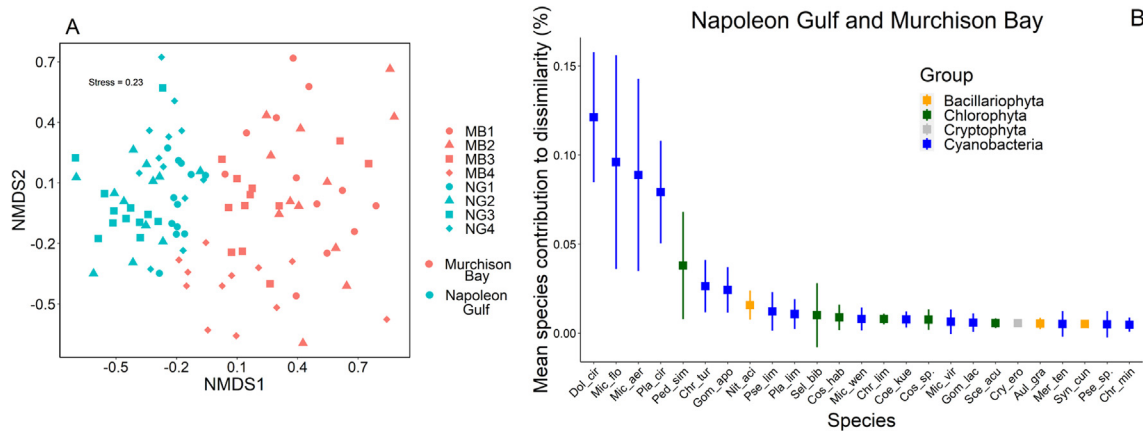 A
Stress = 0.23
0.7
0.4
0.1
-0.2
-0.5
NMDS2
-0.5
-0.2
0.1
0.4
0.7
NMDS1
MB1
MB2
MB3
MB4
NG1
NG2
NG3
NG4
Murchison
Bay
Napoleon
Gulf
Napoleon Gulf and Murchison Bay
B
Mean species contribution to dissimilarity (%)
0.15
0.10
0.05
0.00
Group
Bacillariophyta
Chlorophyta
Cryptophyta
Cyanobacteria
Dol_cir
Mic_flo
Mic_aer
Pla_cir
Ped_sim
Chr_tur
Gom_apo
Nit_aci
Pse_lim
Pla_lim
Sel_bib
Cos_hab
Mic_wen
Chr_lim
Coe_kue
Cos_sp.
Mic_vir
Gom_lac
Sce_acu
Cry_ero
Aul_gra
Mer_ten
Syn_cun
Pse_sp.
Chr_min
Species